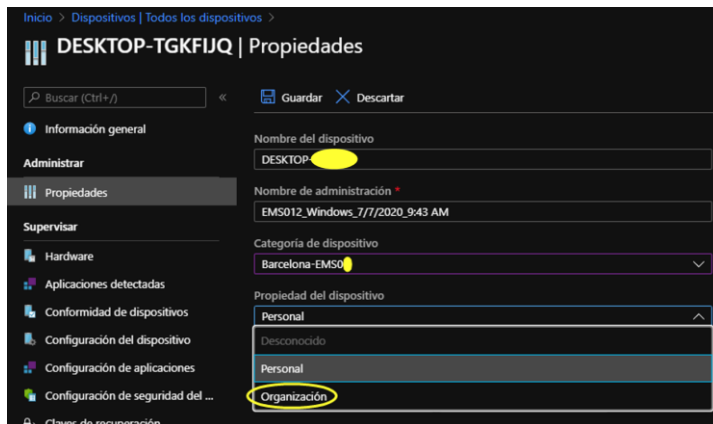 Inicio > Dispositivos | Todos los dispositivos >
DESKTOP-TGKFIJQ | Propiedades
Buscar (Ctrl+/)
«
Guardar
Descartar
Información general
Nombre del dispositivo
DESKTOP-
Administrar
Propiedades
Nombre de administración *
EMS012_Windows_7/7/2020_9:43 AM
Supervisar
Categoría de dispositivo
Hardware
Barcelona-EMS0
Aplicaciones detectadas
Propiedad del dispositivo
Conformidad de dispositivos
Personal
Configuración del dispositivo
Desconocido
Configuración de aplicaciones
Personal
Configuración de seguridad del ...
Organización
Claves de recuperación